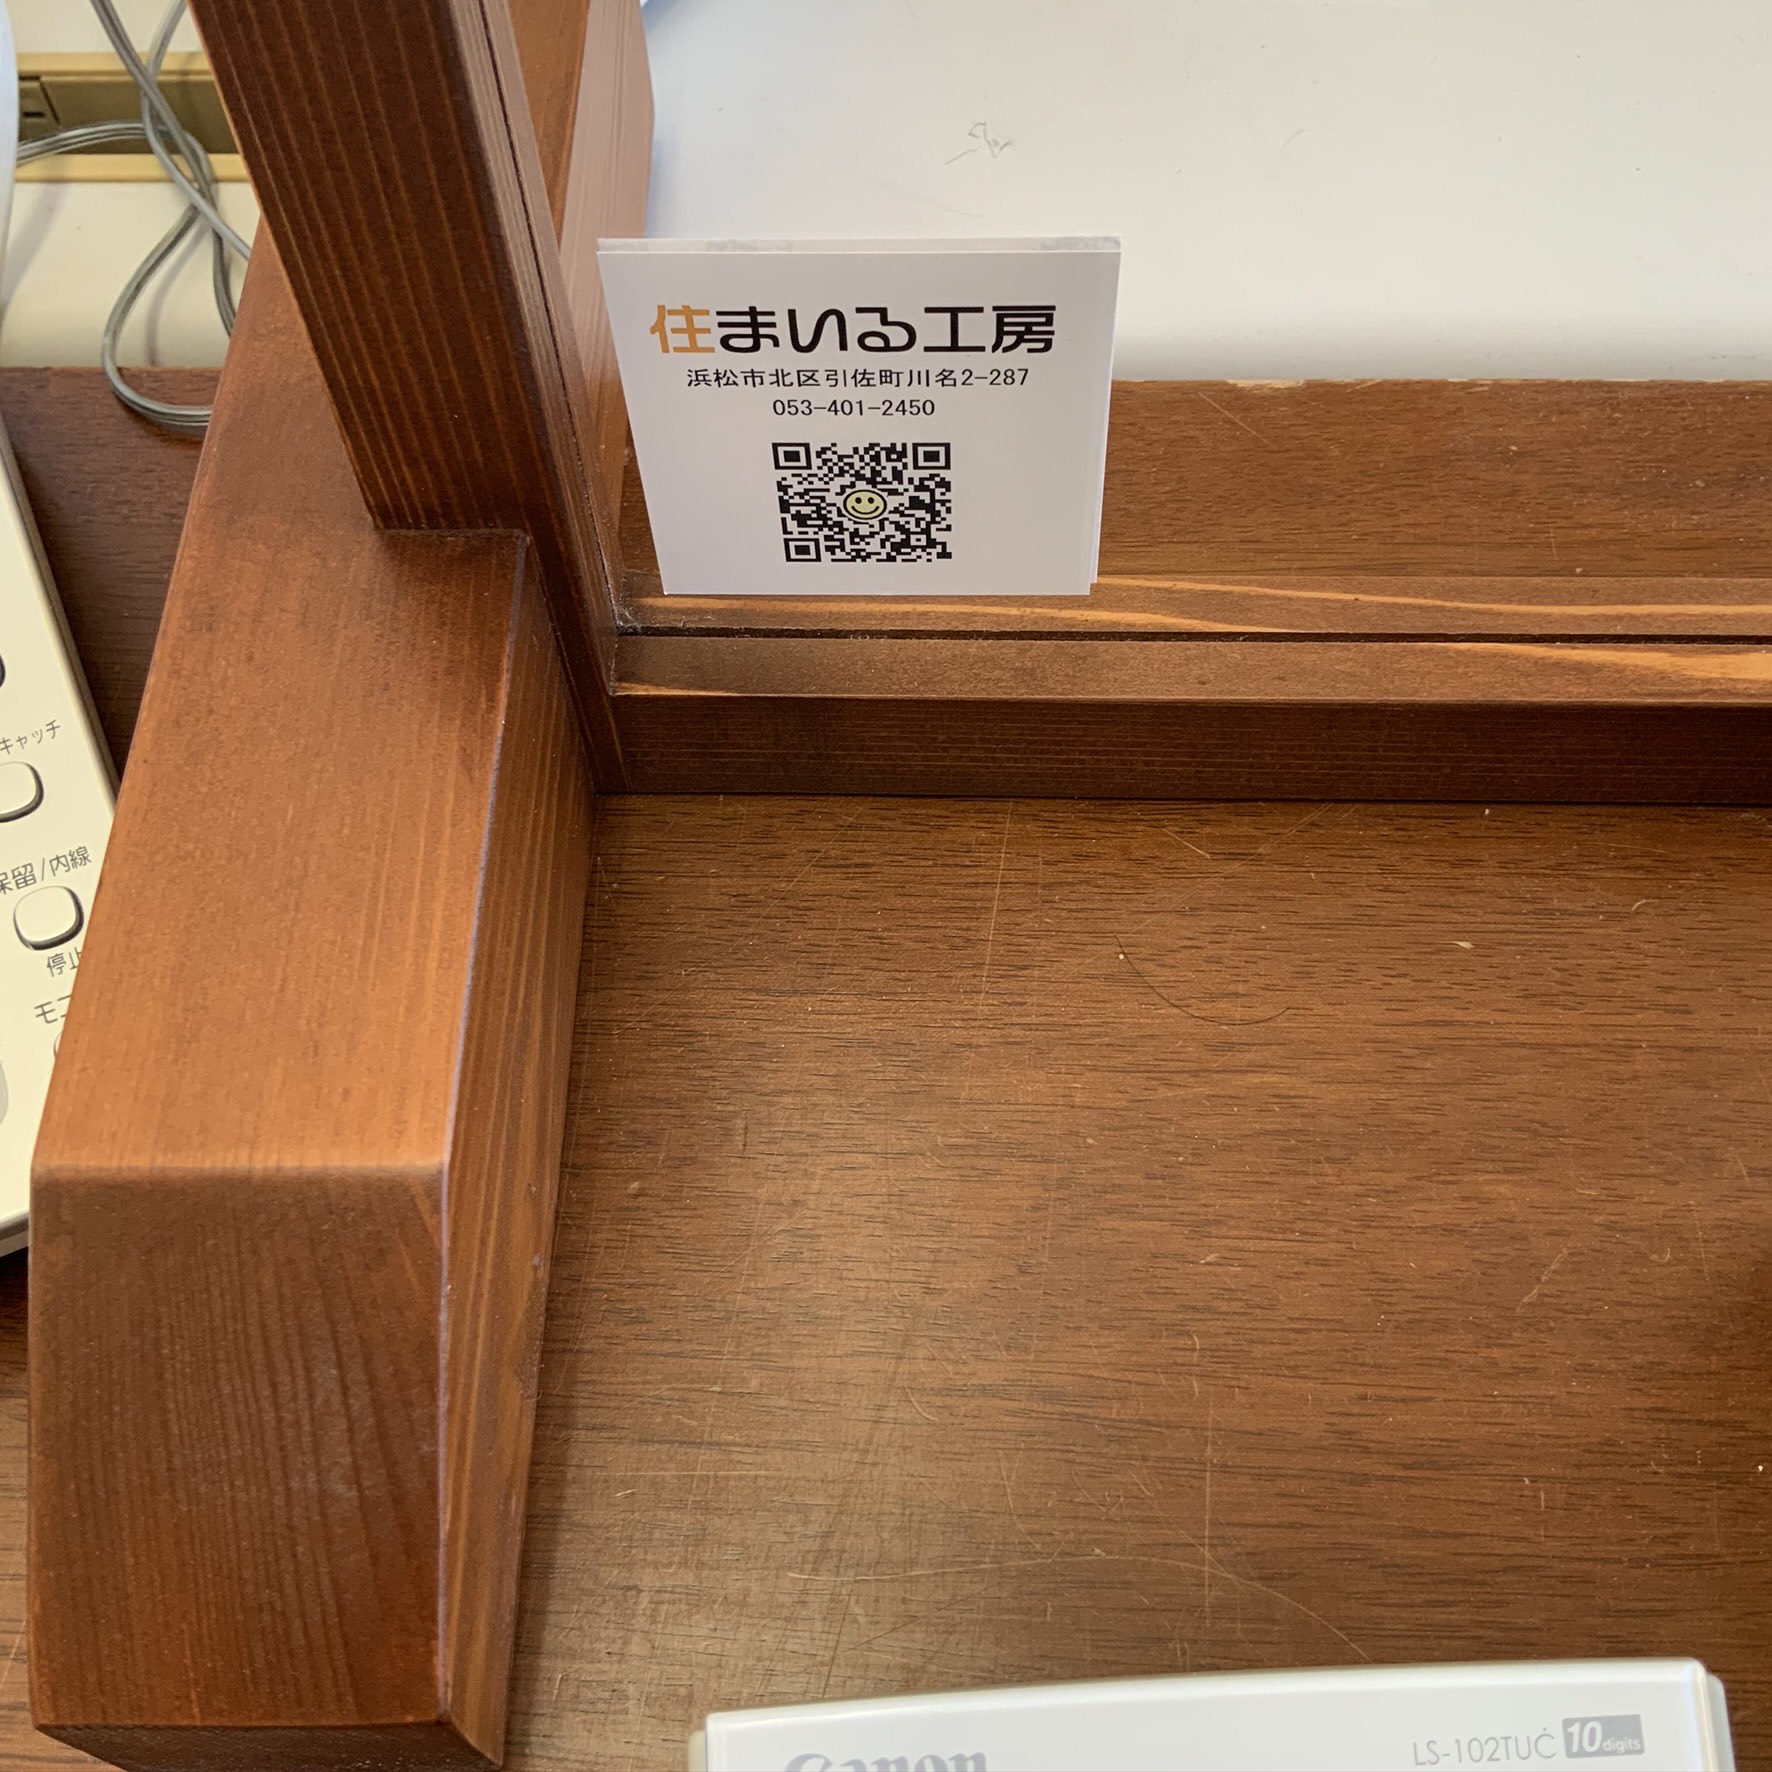 住まいる工房
浜松市北区引佐町川名2-287
053-401-2450
キャッチ
保留/内線
停止
Canon
LS-102TUC 10 digits